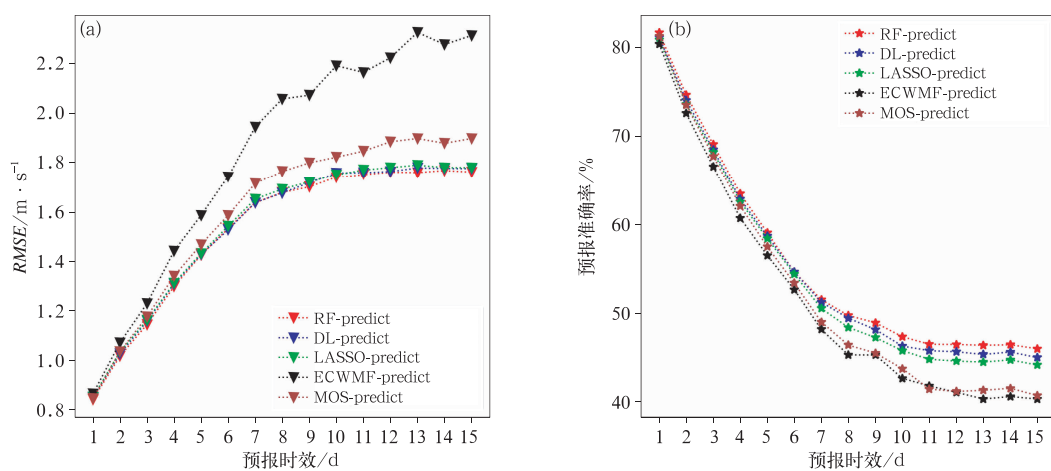 (a)
2.2
2.0
1.8
1.6
1.4
1.2
1.0
0.8
RMSE/m · s⁻¹
RF-predict
DL-predict
LASSO-predict
ECWMF-predict
MOS-predict
1 2 3 4 5 6 7 8 9 10 11 12 13 14 15
预报时效/d
(b)
80
70
60
50
40
预报准确率/%
RF-predict
DL-predict
LASSO-predict
ECWMF-predict
MOS-predict
1 2 3 4 5 6 7 8 9 10 11 12 13 14 15
预报时效/d